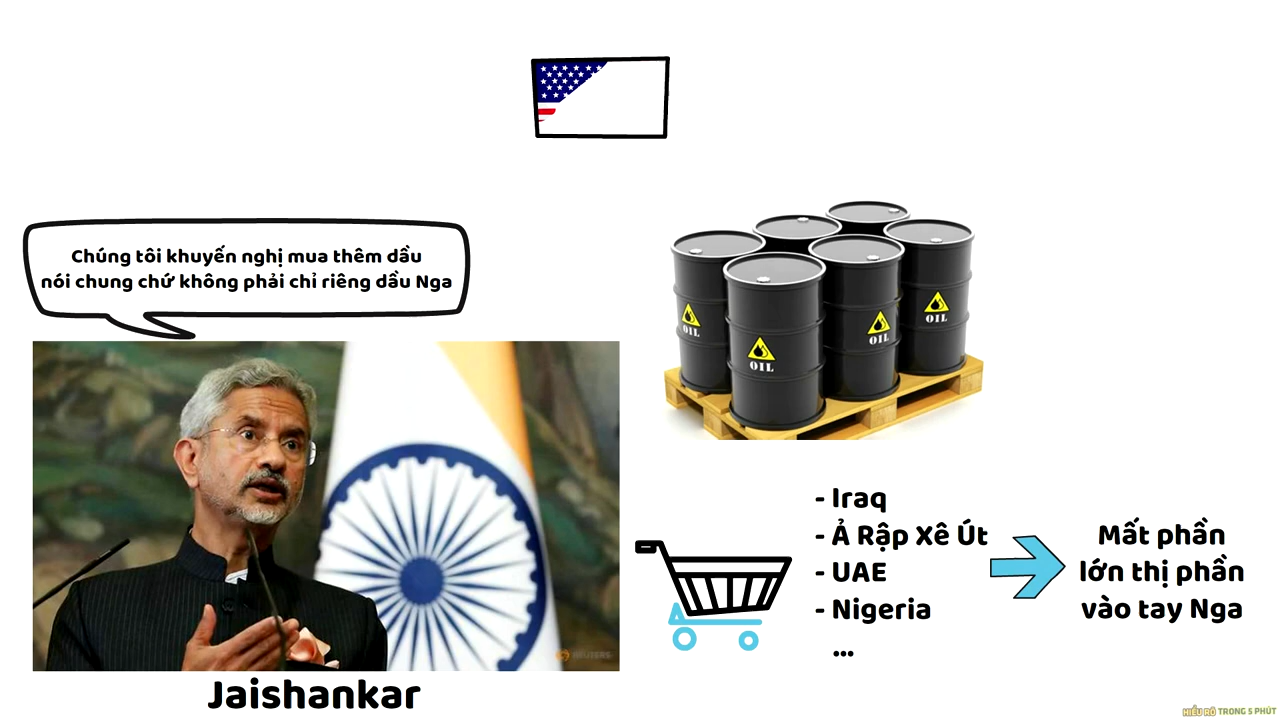 Chúng tôi khuyến nghị mua thêm dầu
nói chung chứ không phải chỉ riêng dầu Nga
OIL
OIL
OIL
OIL
- Iraq
- Ả Rập Xê Út
- UAE
- Nigeria
...
Mất phần
lớn thị phần
vào tay Nga
REUTERS
Jaishankar
HIỂU RÕ TRONG 5 PHÚT